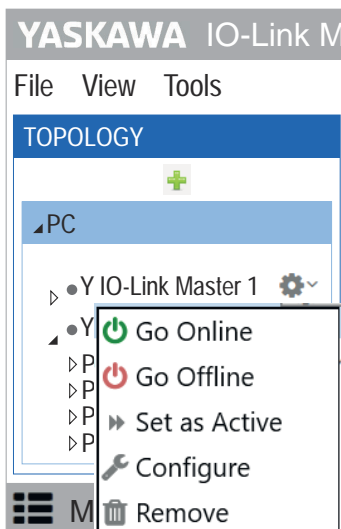 YASKAWA IO-Link M
File View Tools
TOPOLOGY
PC
Y IO-Link Master 1
Y
P
P
P
P
Go Online
Go Offline
Set as Active
Configure
M
Remove